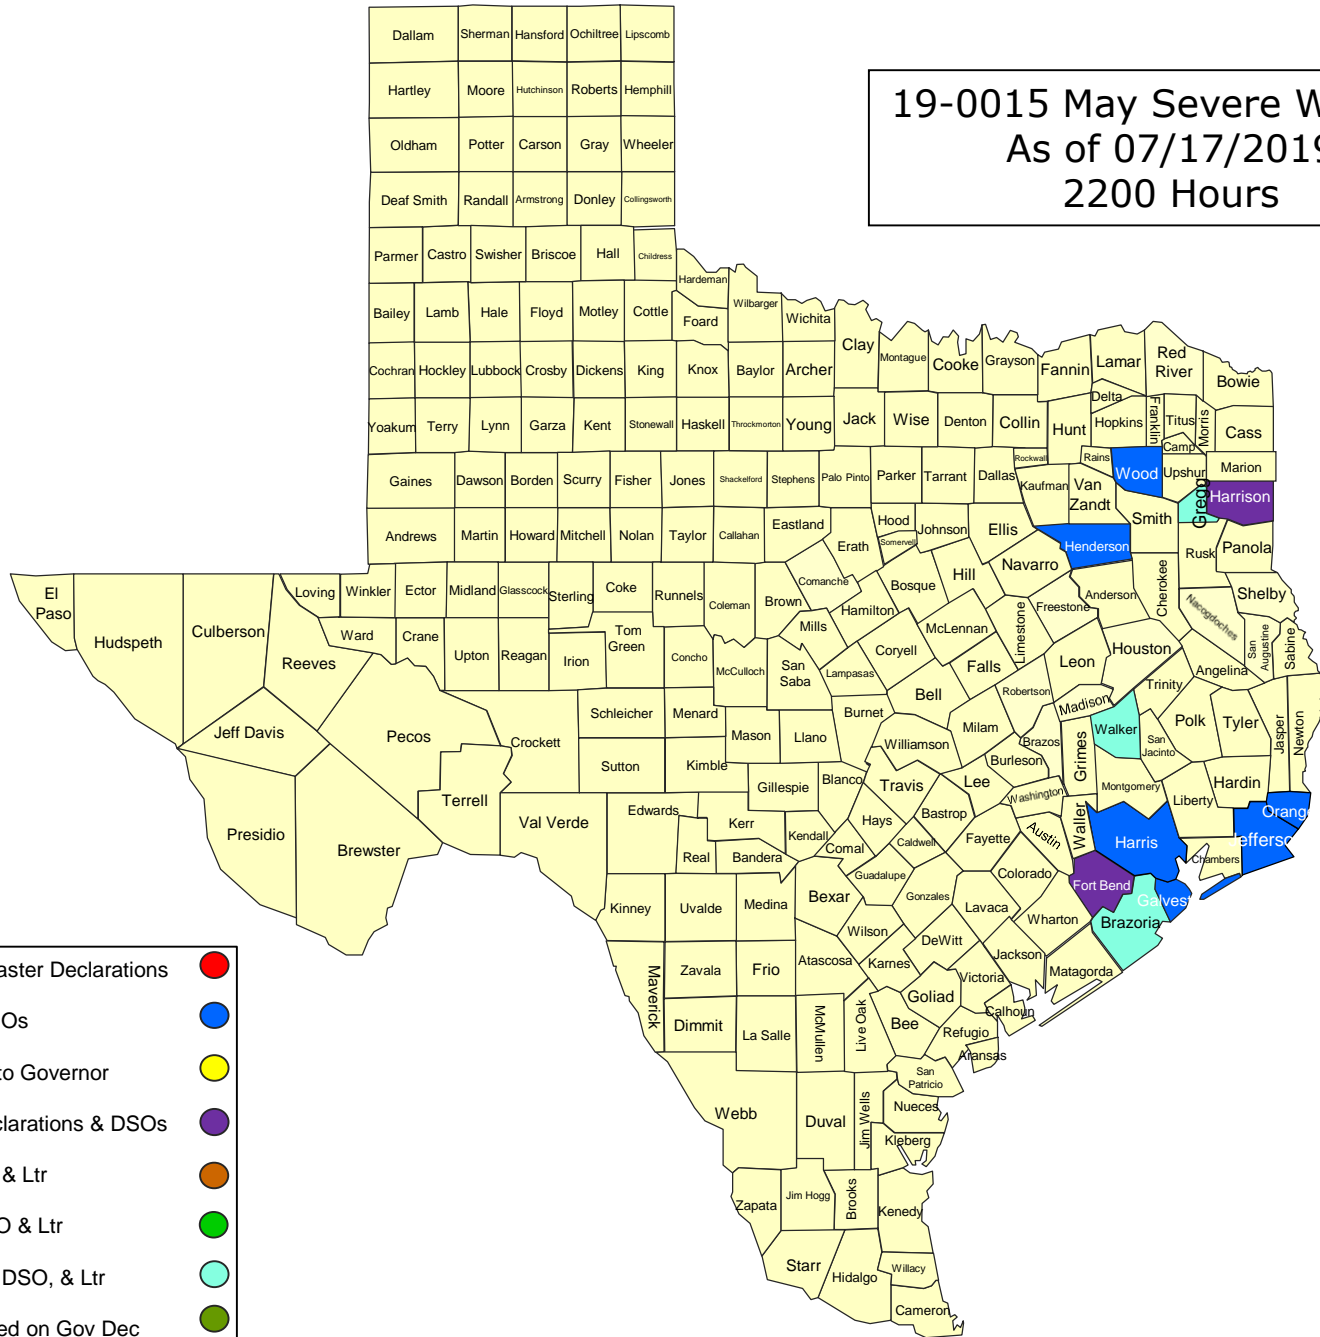 Dallam Sherman Hansford Ochiltree Lipscomb
Hartley Moore Hutchinson Roberts Hemphill
19-0015 May Severe W
As of 07/17/2019
2200 Hours
Oldham Potter Carson Gray Wheeler
Deaf Smith Randall Armstrong Donley Collingsworth
Parmer Castro Swisher Briscoe Hall Childress
Hardeman
Bailey Lamb Hale Floyd Motley Cottle Foard Wilbarger Wichita
Clay Montague Cooke Grayson Fannin Lamar Red
River
Bowie
Cochran Hockley Lubbock Crosby Dickens King Knox Baylor Archer
Delta
Yoakum Terry Lynn Garza Kent Stonewall Haskell Throckmorton Young Jack Wise Denton Collin Hunt Hopkins Franklin Titus Morris Cass
Camp
Gaines Dawson Borden Scurry Fisher Jones Shackelford Stephens Palo Pinto Parker Tarrant Dallas Rockwall Rains Wood Upshur Marion
Kaufman Van
Zandt
Gregg Harrison
Andrews Martin Howard Mitchell Nolan Taylor Callahan Eastland Hood Johnson Ellis Smith
Erath Somervell Henderson Rusk Panola
El
Paso
Loving Winkler Ector Midland Glasscock Sterling Coke Runnels Coleman Brown Comanche Bosque Hill Navarro Anderson Cherokee Shelby
Hudspeth Culberson Ward Crane Hamilton Freestone Nacogdoches
Reeves Upton Reagan Irion Tom
Green
Concho McCulloch San
Saba
Mills Lampasas Coryell McLennan Limestone Falls Leon Houston Angelina San
Augustine
Sabine
Trinity
Jeff Davis Pecos Crockett Schleicher Menard Mason Llano Burnet Bell Milam Robertson Madison Walker San
Jacinto
Polk Tyler Jasper Newton
Sutton Kimble Williamson Brazos Grimes
Burleson
Terrell Gillespie Blanco Travis Lee Washington Montgomery Liberty Hardin
Presidio Brewster Val Verde Edwards Kerr Kendall Hays Bastrop Austin Waller Orang
Real Bandera Comal Caldwell Fayette Harris Jefferso
Chambers
Guadalupe Colorado Fort Bend
Kinney Uvalde Medina Bexar Gonzales Lavaca Wharton Galvest
Brazoria
Wilson DeWitt
Maverick Zavala Frio Atascosa Karnes Jackson Matagorda
Victoria
Dimmit La Salle McMullen Live Oak Bee Goliad Calhoun
Refugio
Aransas
San
Patricio
Webb Duval Jim Wells Nueces
Kleberg
Zapata Jim Hogg Brooks Kenedy
Starr Hidalgo Willacy
Cameron
aster Declarations
Os
to Governor
clarations & DSOs
& Ltr
O & Ltr
DSO, & Ltr
ed on Gov Dec